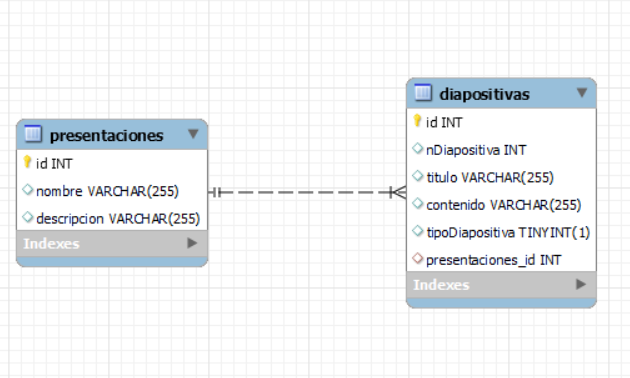 presentaciones
id INT
nombre VARCHAR(255)
descripcion VARCHAR(255)
Indexes
diapositivas
id INT
nDiapositiva INT
titulo VARCHAR(255)
contenido VARCHAR(255)
tipoDiapositiva TINYINT(1)
presentaciones_id INT
Indexes